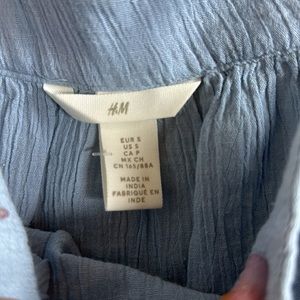 H&M
EUR S
US S
CA P
MX CH
CN 165/88A
MADE IN
INDIA
FABRIQUÉ EN
INDE